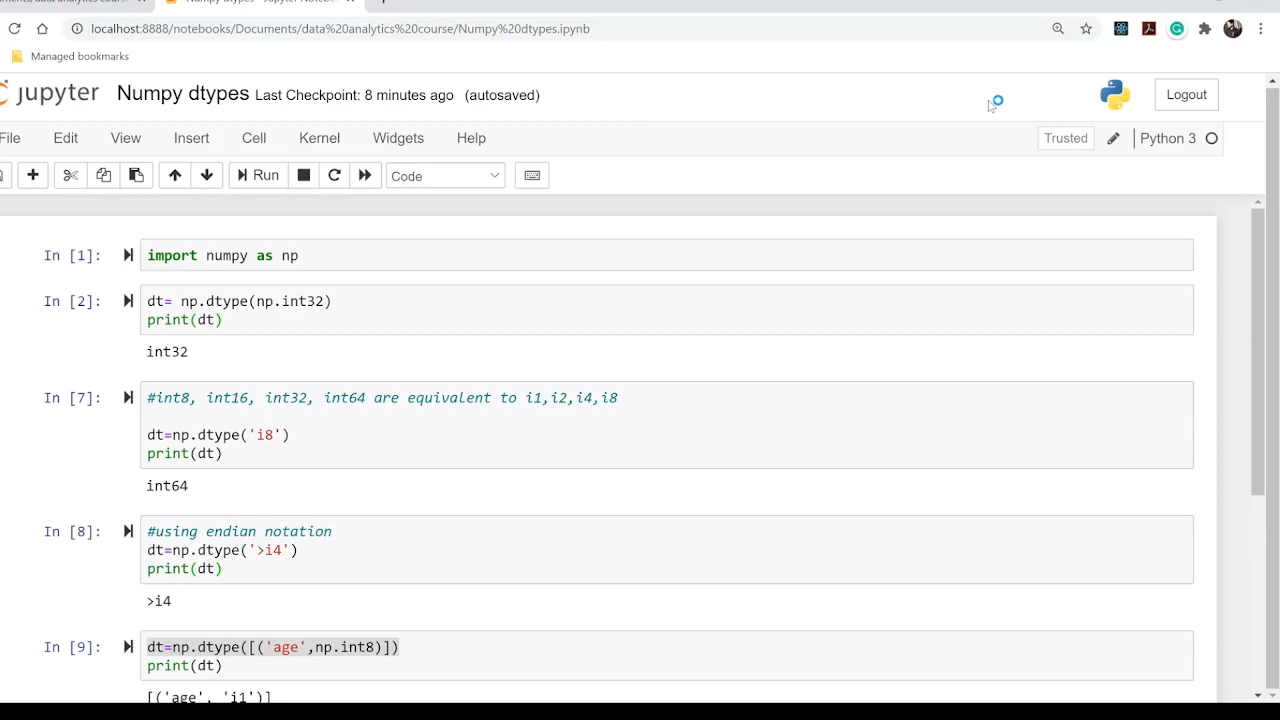 Numpy dtypes - Jupyter Notebo
localhost:8888/notebooks/Documents/data%20analytics%20course/Numpy%20dtypes.ipynb
Managed bookmarks
jupyter Numpy dtypes Last Checkpoint: 8 minutes ago (autosaved)
Logout
File Edit View Insert Cell Kernel Widgets Help
Trusted
Python 3
Run
Code
In [1]: import numpy as np
In [2]: dt= np.dtype(np.int32)
print(dt)
int32
In [7]: #int8, int16, int32, int64 are equivalent to i1,i2,i4,i8
dt=np.dtype('i8')
print(dt)
int64
In [8]: #using endian notation
dt=np.dtype('>i4')
print(dt)
>i4
In [9]: dt=np.dtype([('age',np.int8)])
print(dt)
[('age', 'i1')]